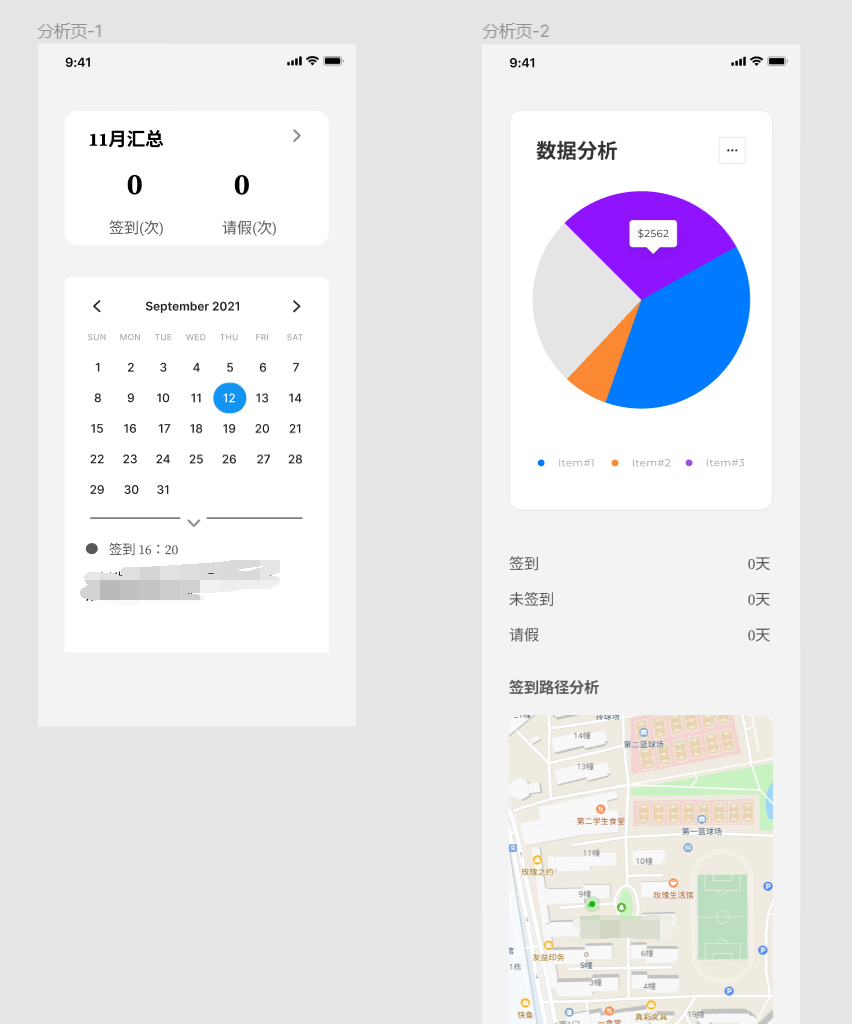 分析页-1
9:41
11月汇总
0 0
签到(次) 请假(次)
September 2021
SUN MON TUE WED THU FRI SAT
1 2 3 4 5 6 7
8 9 10 11 12 13 14
15 16 17 18 19 20 21
22 23 24 25 26 27 28
29 30 31
签到 16：20
分析页-2
9:41
数据分析
$2562
Item#1 Item#2 Item#3
签到 0天
未签到 0天
请假 0天
签到路径分析
排球场
14幢
第二篮球场
13幢
第二学生食堂
第一篮球场
11幢
10幢
玫瑰之约
9幢
玫瑰生活馆
友益印务
6幢
5幢
1栋
3幢
4幢
快鱼
真彩文具
19幢
一食堂